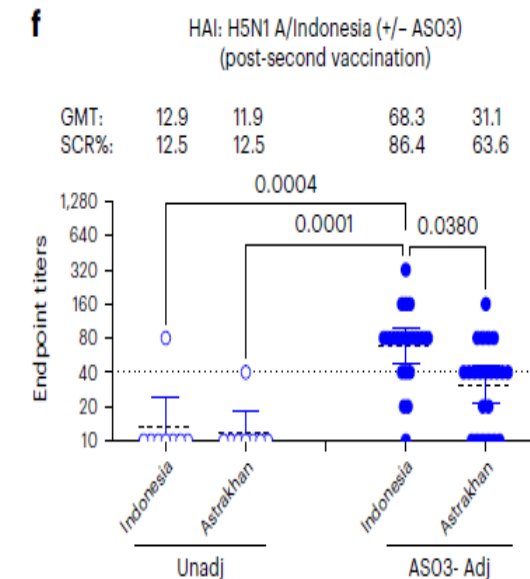 f
HAI: H5N1 A/Indonesia (+/– AS03)
(post-second vaccination)
GMT: 12.9 11.9 68.3 31.1
SCR%: 12.5 12.5 86.4 63.6
0.0004
0.0001 0.0380
Endpoint titers
1,280
640
320
160
80
40
20
10
Indonesia Astrakhan Indonesia Astrakhan
Unadj AS03- Adj